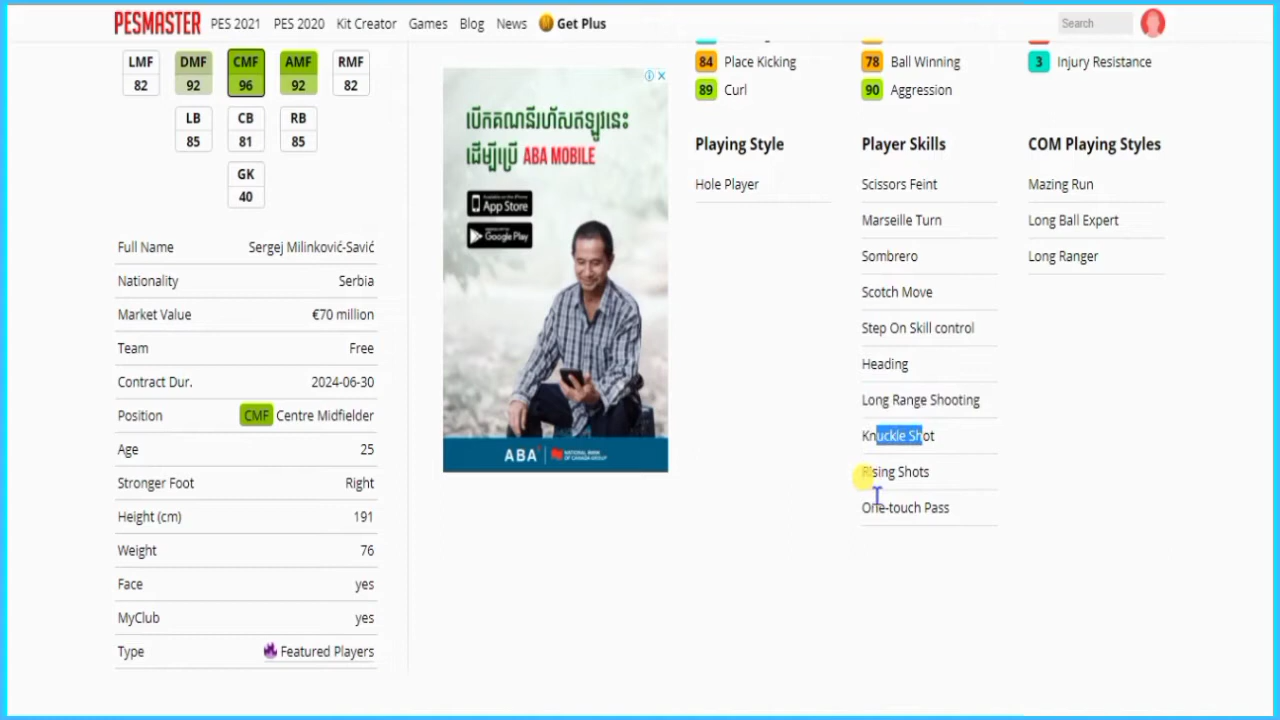 PESMASTER PES 2021 PES 2020 Kit Creator Games Blog News Get Plus Search
LMF DMF CMF AMF RMF
82 92 96 92 82
LB CB RB
85 81 85
GK
40
Full Name Sergej Milinković-Savić
Nationality Serbia
Market Value €70 million
Team Free
Contract Dur. 2024-06-30
Position CMF Centre Midfielder
Age 25
Stronger Foot Right
Height (cm) 191
Weight 76
Face yes
MyClub yes
Type Featured Players
បើកគណនីរហ័សឥឡូវនេះ
ដើម្បីប្រើ ABA MOBILE
App Store
Google Play
ABA NATIONAL BANK
OF CANADA GROUP
84 Place Kicking
89 Curl
78 Ball Winning
90 Aggression
3 Injury Resistance
Playing Style
Hole Player
Player Skills
Scissors Feint
Marseille Turn
Sombrero
Scotch Move
Step On Skill control
Heading
Long Range Shooting
Knuckle Shot
Rising Shots
One-touch Pass
COM Playing Styles
Mazing Run
Long Ball Expert
Long Ranger